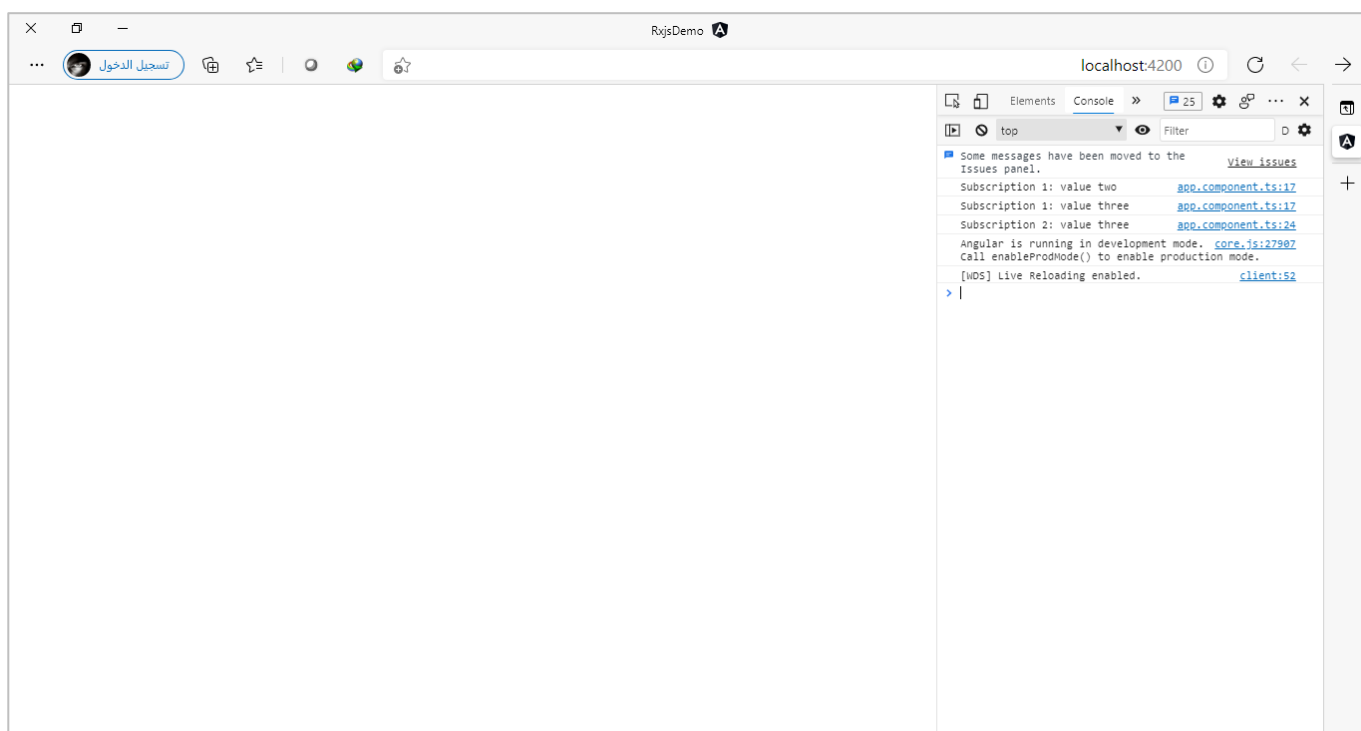 RxjsDemo
تسجيل الدخول
localhost:4200
Elements Console 25
top Filter D
Some messages have been moved to the Issues panel. View issues
Subscription 1: value two app.component.ts:17
Subscription 1: value three app.component.ts:17
Subscription 2: value three app.component.ts:24
Angular is running in development mode. core.js:27907
Call enableProdMode() to enable production mode.
[WDS] Live Reloading enabled. client:52